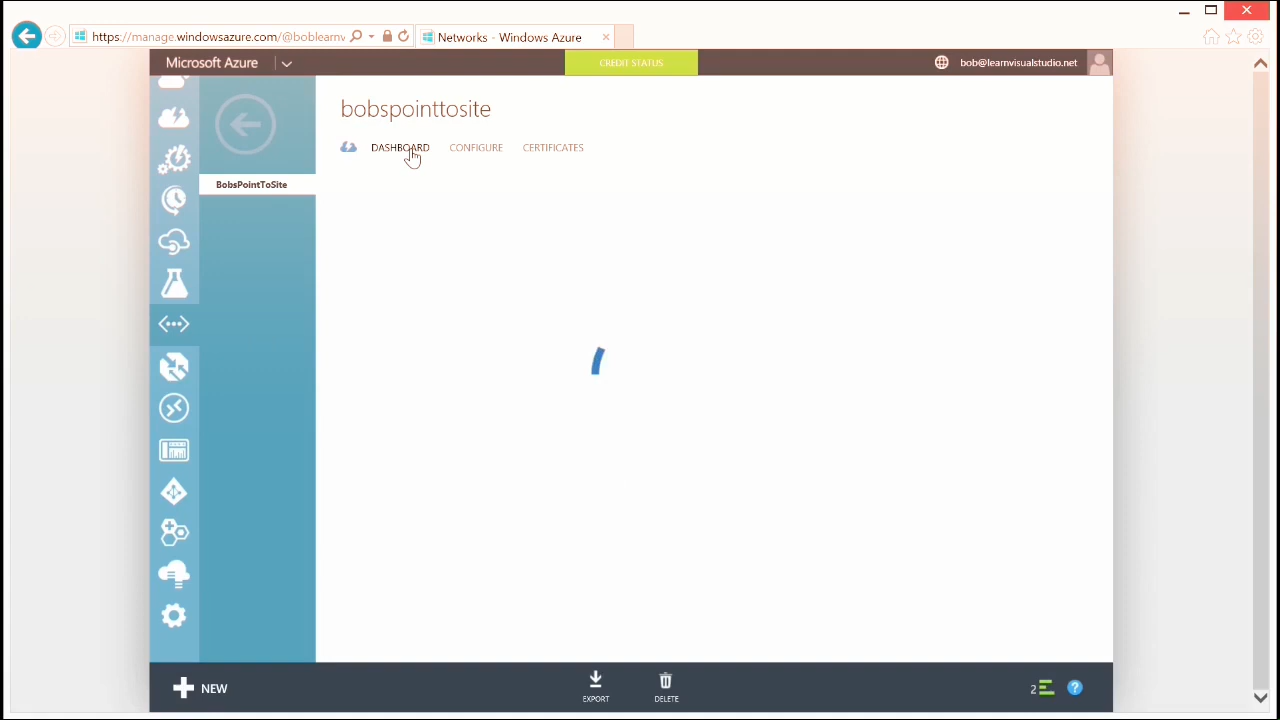 https://manage.windowsazure.com/@boblearnv
Networks - Windows Azure
Microsoft Azure
CREDIT STATUS
bob@learnvisualstudio.net
bobspointtosite
DASHBOARD CONFIGURE CERTIFICATES
BobsPointToSite
NEW
EXPORT
DELETE
2
?